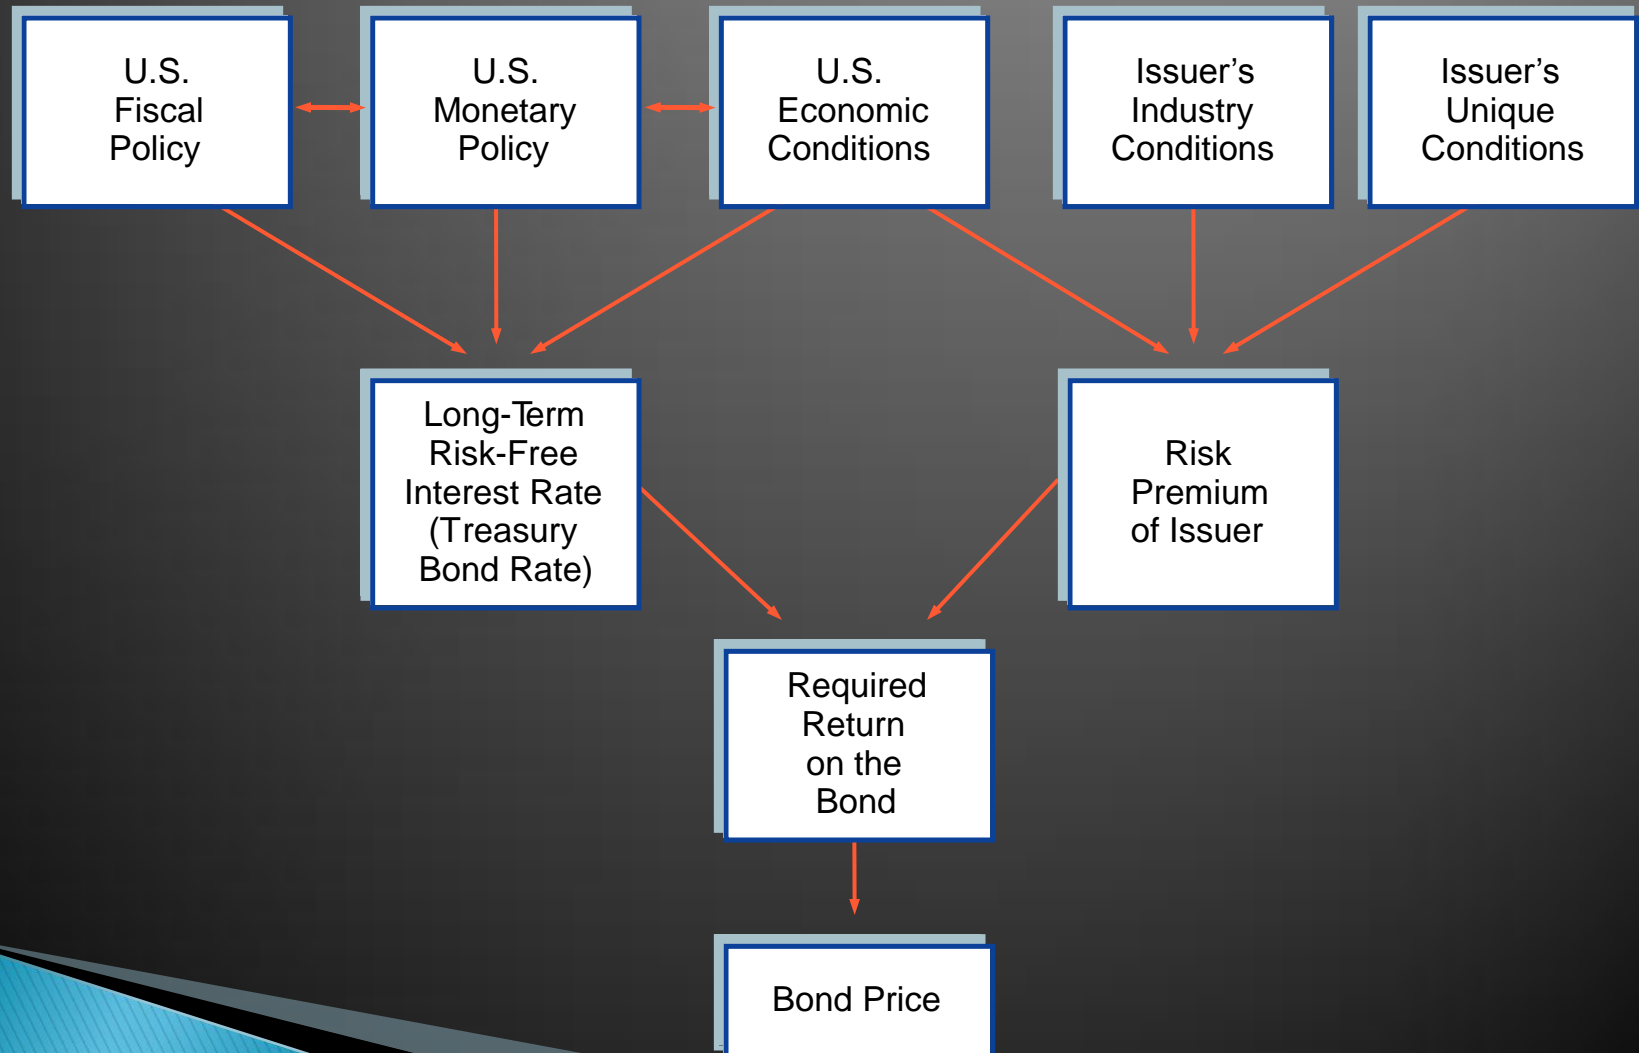 U.S.
Fiscal
Policy
U.S.
Monetary
Policy
U.S.
Economic
Conditions
Issuer’s
Industry
Conditions
Issuer’s
Unique
Conditions
Long-Term
Risk-Free
Interest Rate
(Treasury
Bond Rate)
Risk
Premium
of Issuer
Required
Return
on the
Bond
Bond Price